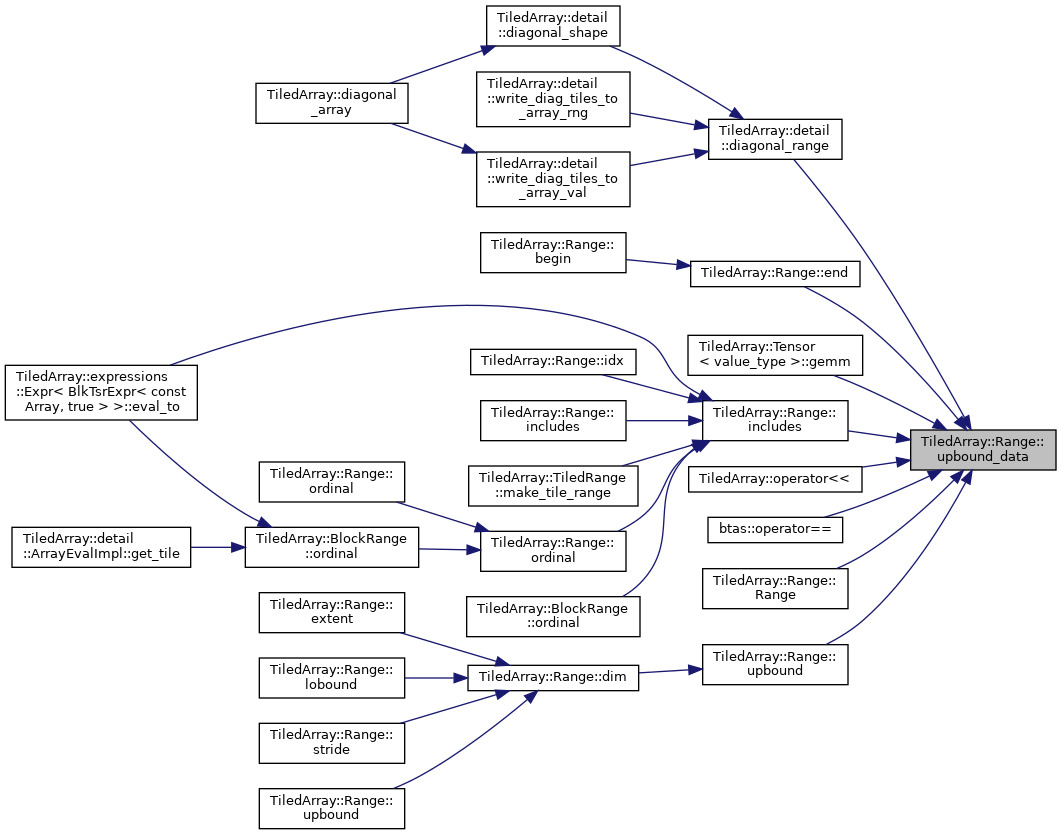 TiledArray::detail
::diagonal_shape
TiledArray::diagonal
_array
TiledArray::detail
::write_diag_tiles_to
_array_rng
TiledArray::detail
::diagonal_range
TiledArray::detail
::write_diag_tiles_to
_array_val
TiledArray::Range::
begin
TiledArray::Range::end
TiledArray::Tensor
< value_type >::gemm
TiledArray::Range::idx
TiledArray::expressions
::Expr< BlkTsrExpr< const
Array, true > >::eval_to
TiledArray::Range::
includes
TiledArray::Range::
includes
TiledArray::Range::
upbound_data
TiledArray::Range::
ordinal
TiledArray::TiledRange
::make_tile_range
TiledArray::operator<<
btas::operator==
TiledArray::detail
::ArrayEvalImpl::get_tile
TiledArray::BlockRange
::ordinal
TiledArray::Range::
ordinal
TiledArray::Range::
Range
TiledArray::Range::
extent
TiledArray::BlockRange
::ordinal
TiledArray::Range::
lobound
TiledArray::Range::dim
TiledArray::Range::
upbound
TiledArray::Range::
stride
TiledArray::Range::
upbound